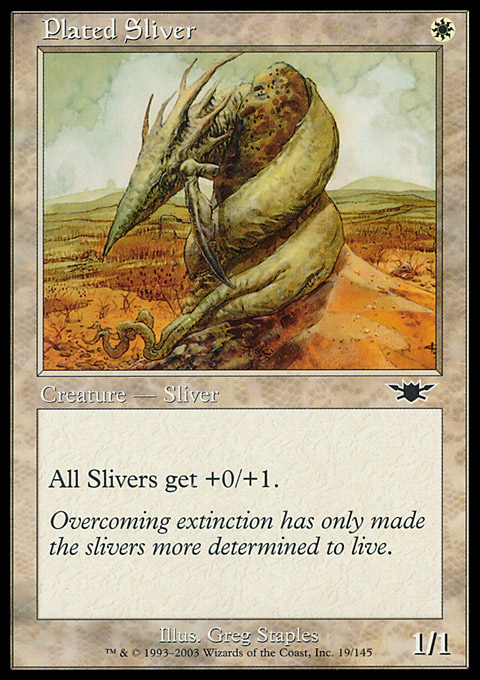 Plated Sliver
Creature — Sliver
All Slivers get +0/+1.
Overcoming extinction has only made
the slivers more determined to live.
Illus. Greg Staples
™ & © 1993–2003 Wizards of the Coast, Inc. 19/145
1/1